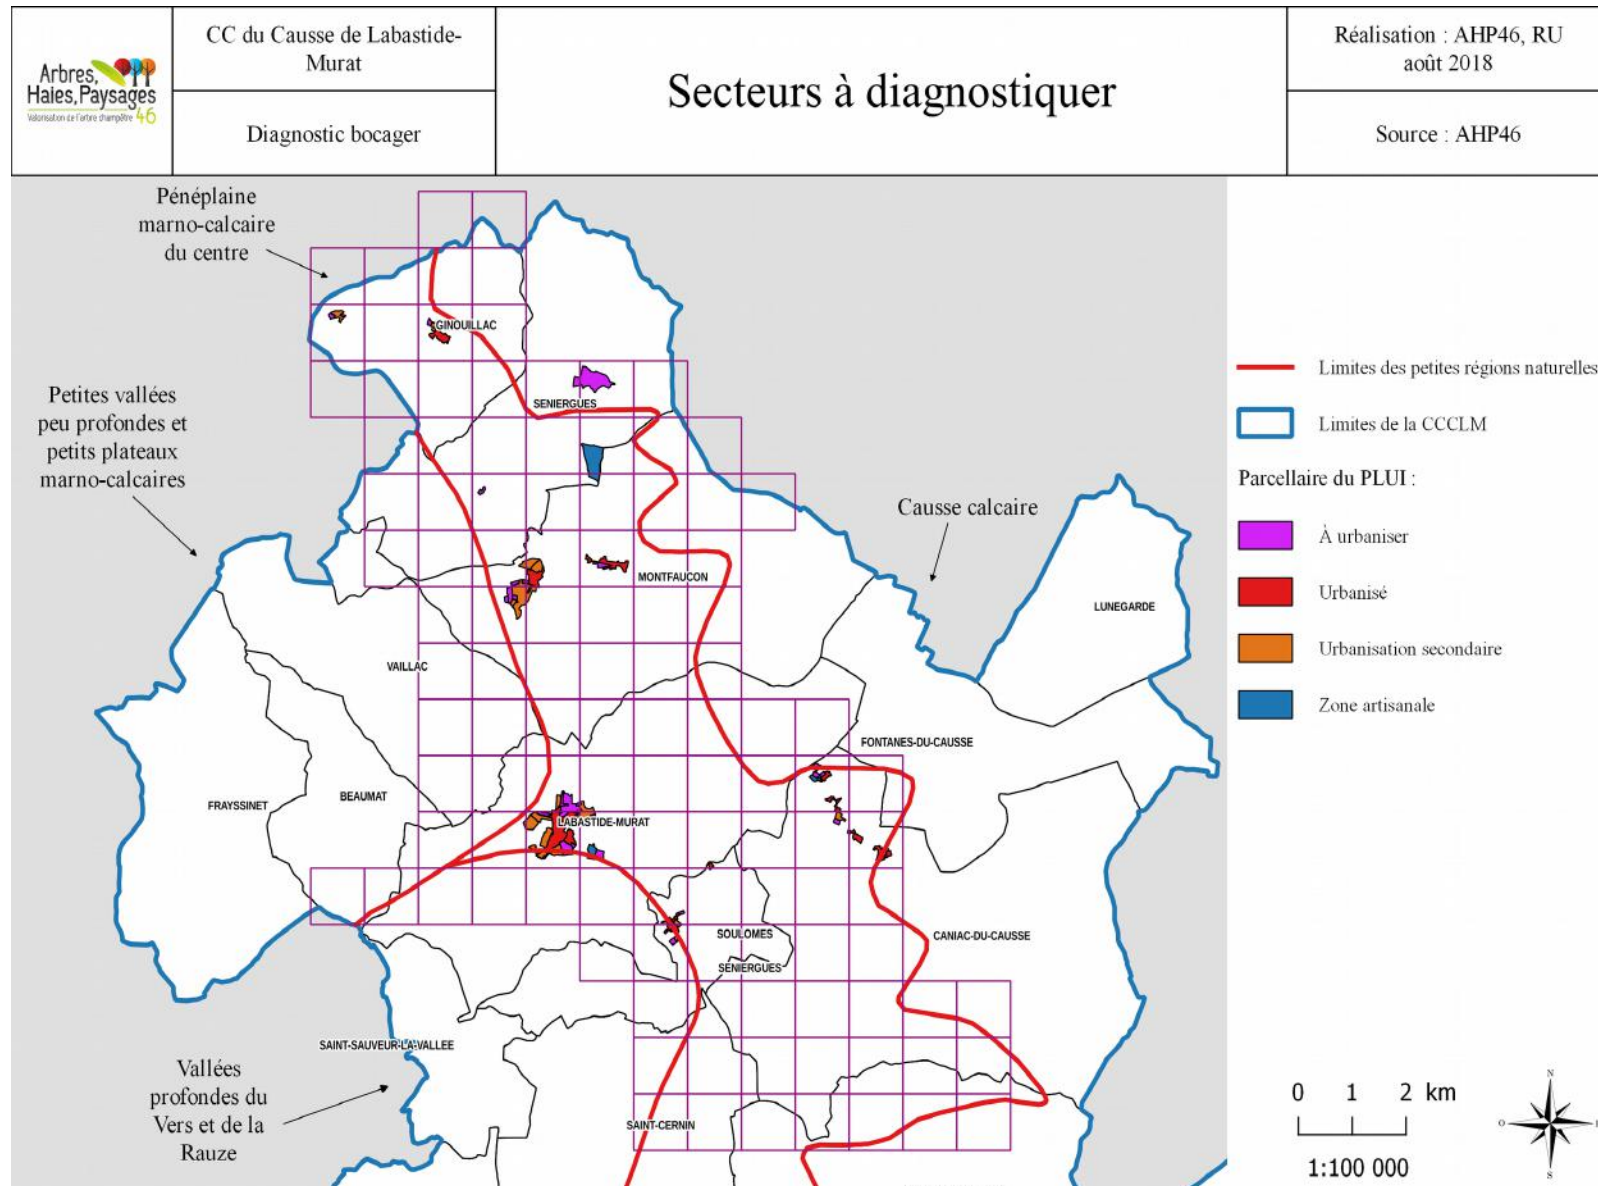 Arbres,
Haies, Paysages
Valorisation de l'arbre champêtre 46
CC du Causse de Labastide-
Murat
Diagnostic bocager
Secteurs à diagnostiquer
Réalisation : AHP46, RU
août 2018
Source : AHP46
Pénéplaine
marno-calcaire
du centre
Petites vallées
peu profondes et
petits plateaux
marno-calcaires
Causse calcaire
Vallées
profondes du
Vers et de la
Rauze
GINOUILLAC
SENIERGUES
MONTFAUCON
LUNEGARDE
VAILLAC
FONTANES-DU-CAUSSE
FRAYSSINET
BEAUMAT
LABASTIDE-MURAT
SOULOMES
SENIERGUES
CANIAC-DU-CAUSSE
SAINT-SAUVEUR-LA-VALLEE
SAINT-CERNIN
Limites des petites régions naturelles
Limites de la CCCLM
Parcellaire du PLUI :
À urbaniser
Urbanisé
Urbanisation secondaire
Zone artisanale
0 1 2 km
1:100 000
N
O
E
S